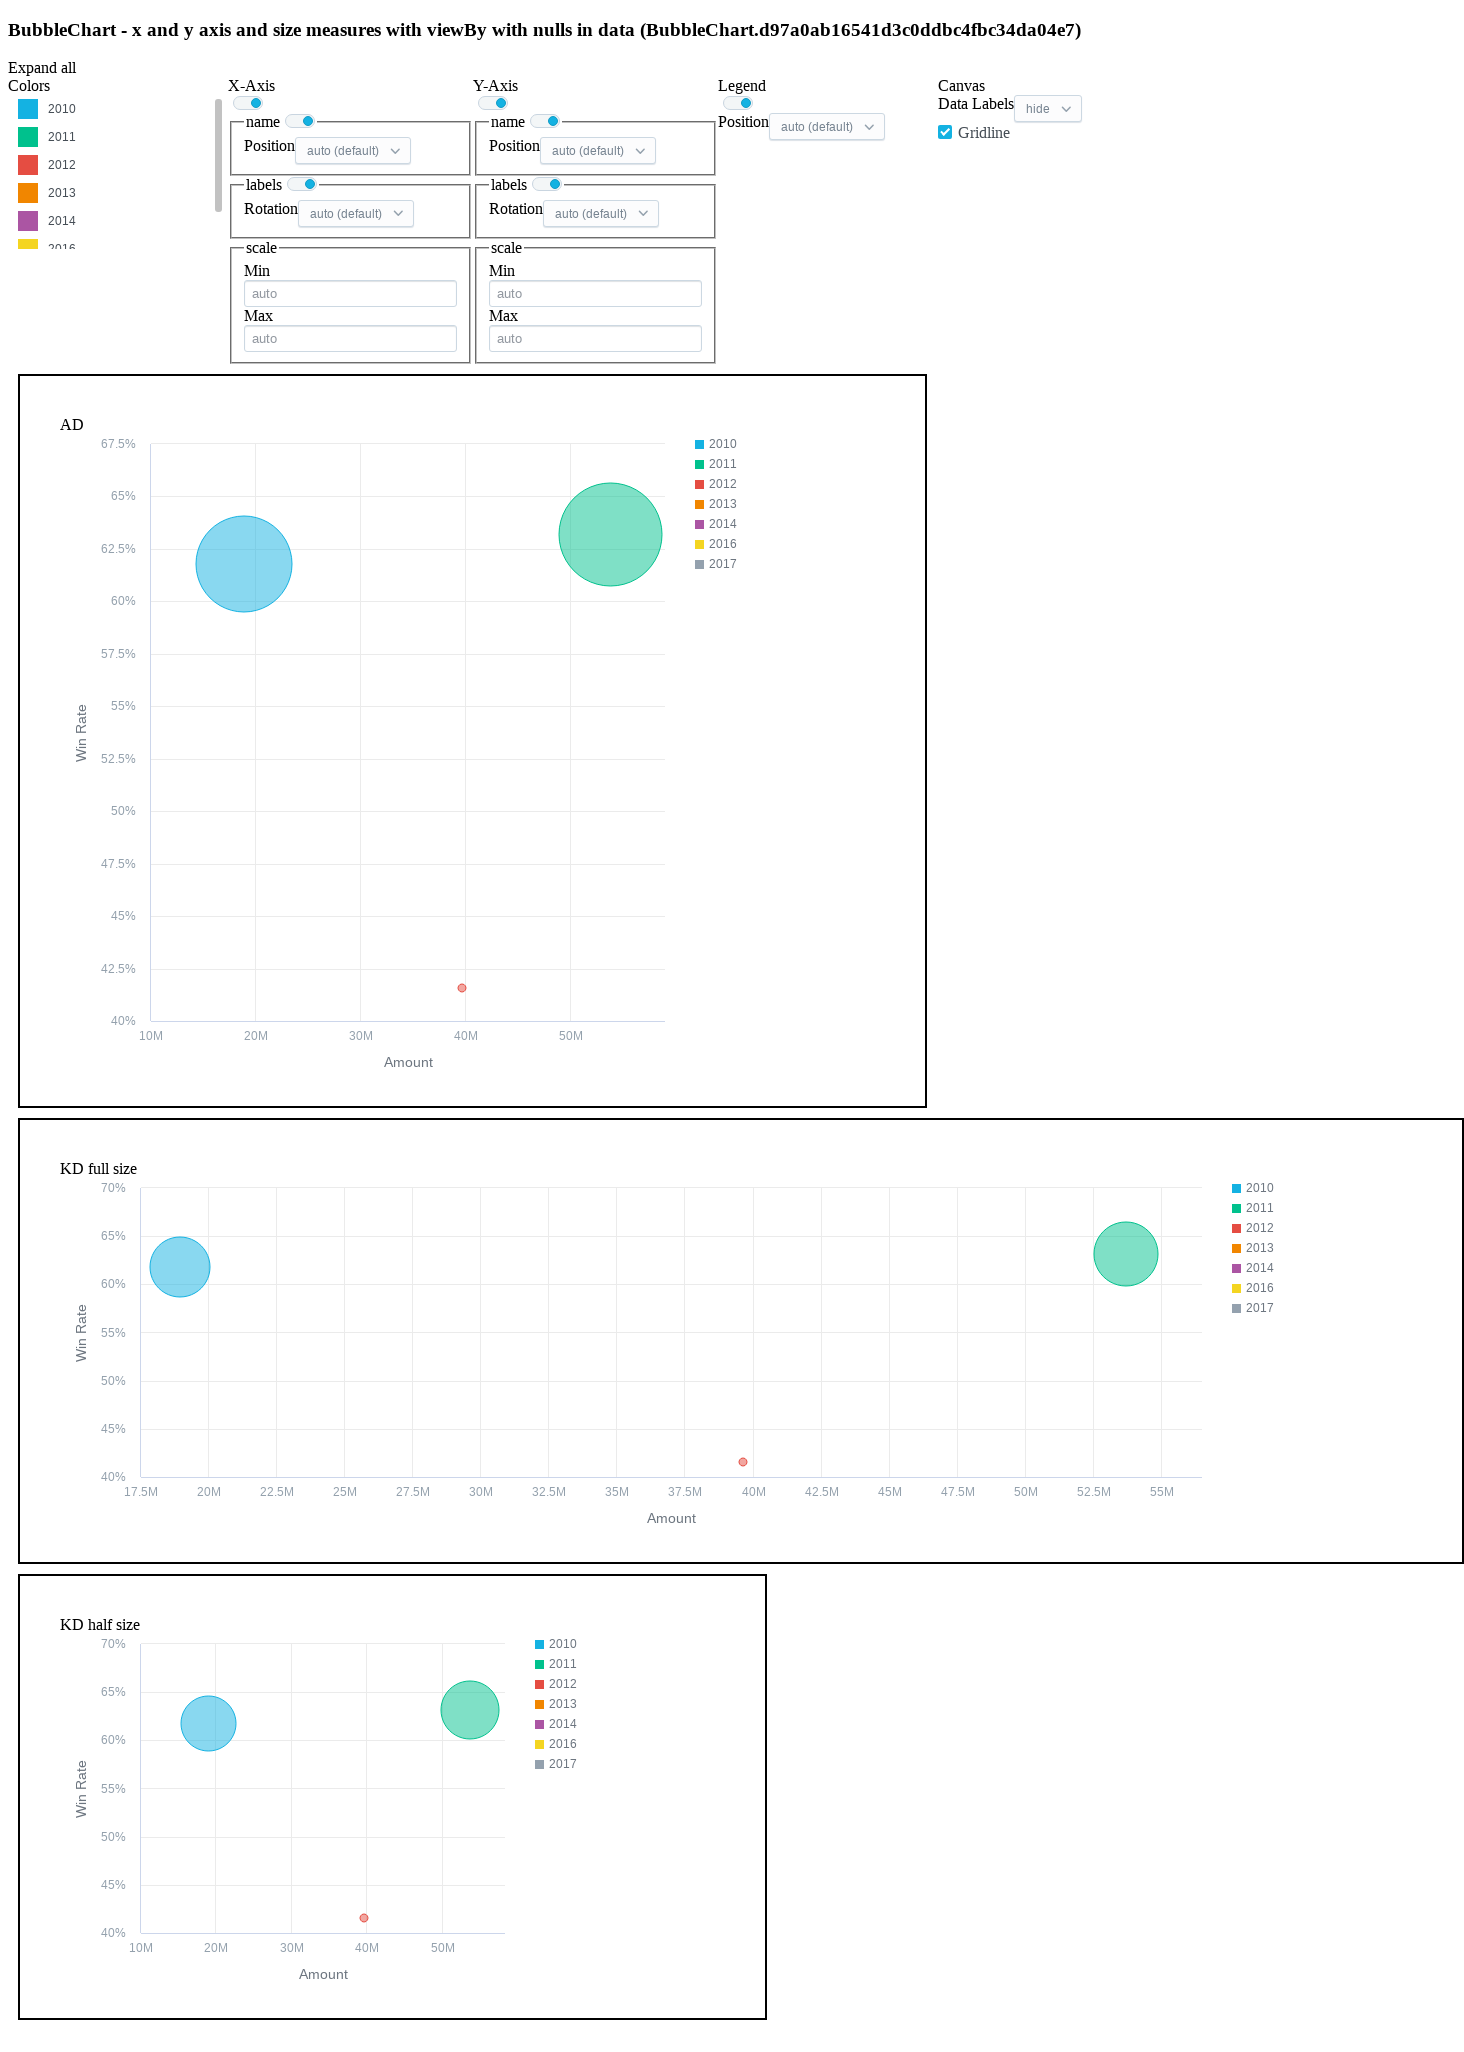 BubbleChart - x and y axis and size measures with viewBy with nulls in data (BubbleChart.d97a0ab16541d3c0ddbc4fbc34da04e7)
Expand all
Colors
2010
2011
2012
2013
2014
2016
X-Axis
name
Position auto (default)
labels
Rotation auto (default)
scale
Min
auto
Max
auto
Y-Axis
name
Position auto (default)
labels
Rotation auto (default)
scale
Min
auto
Max
auto
Legend
Position auto (default)
Canvas
Data Labels hide
Gridline
AD
67.5%
65%
62.5%
60%
57.5%
55%
52.5%
50%
47.5%
45%
42.5%
40%
Win Rate
10M 20M 30M 40M 50M
Amount
2010
2011
2012
2013
2014
2016
2017
KD full size
70%
65%
60%
55%
50%
45%
40%
Win Rate
17.5M 20M 22.5M 25M 27.5M 30M 32.5M 35M 37.5M 40M 42.5M 45M 47.5M 50M 52.5M 55M
Amount
2010
2011
2012
2013
2014
2016
2017
KD half size
70%
65%
60%
55%
50%
45%
40%
Win Rate
10M 20M 30M 40M 50M
Amount
2010
2011
2012
2013
2014
2016
2017